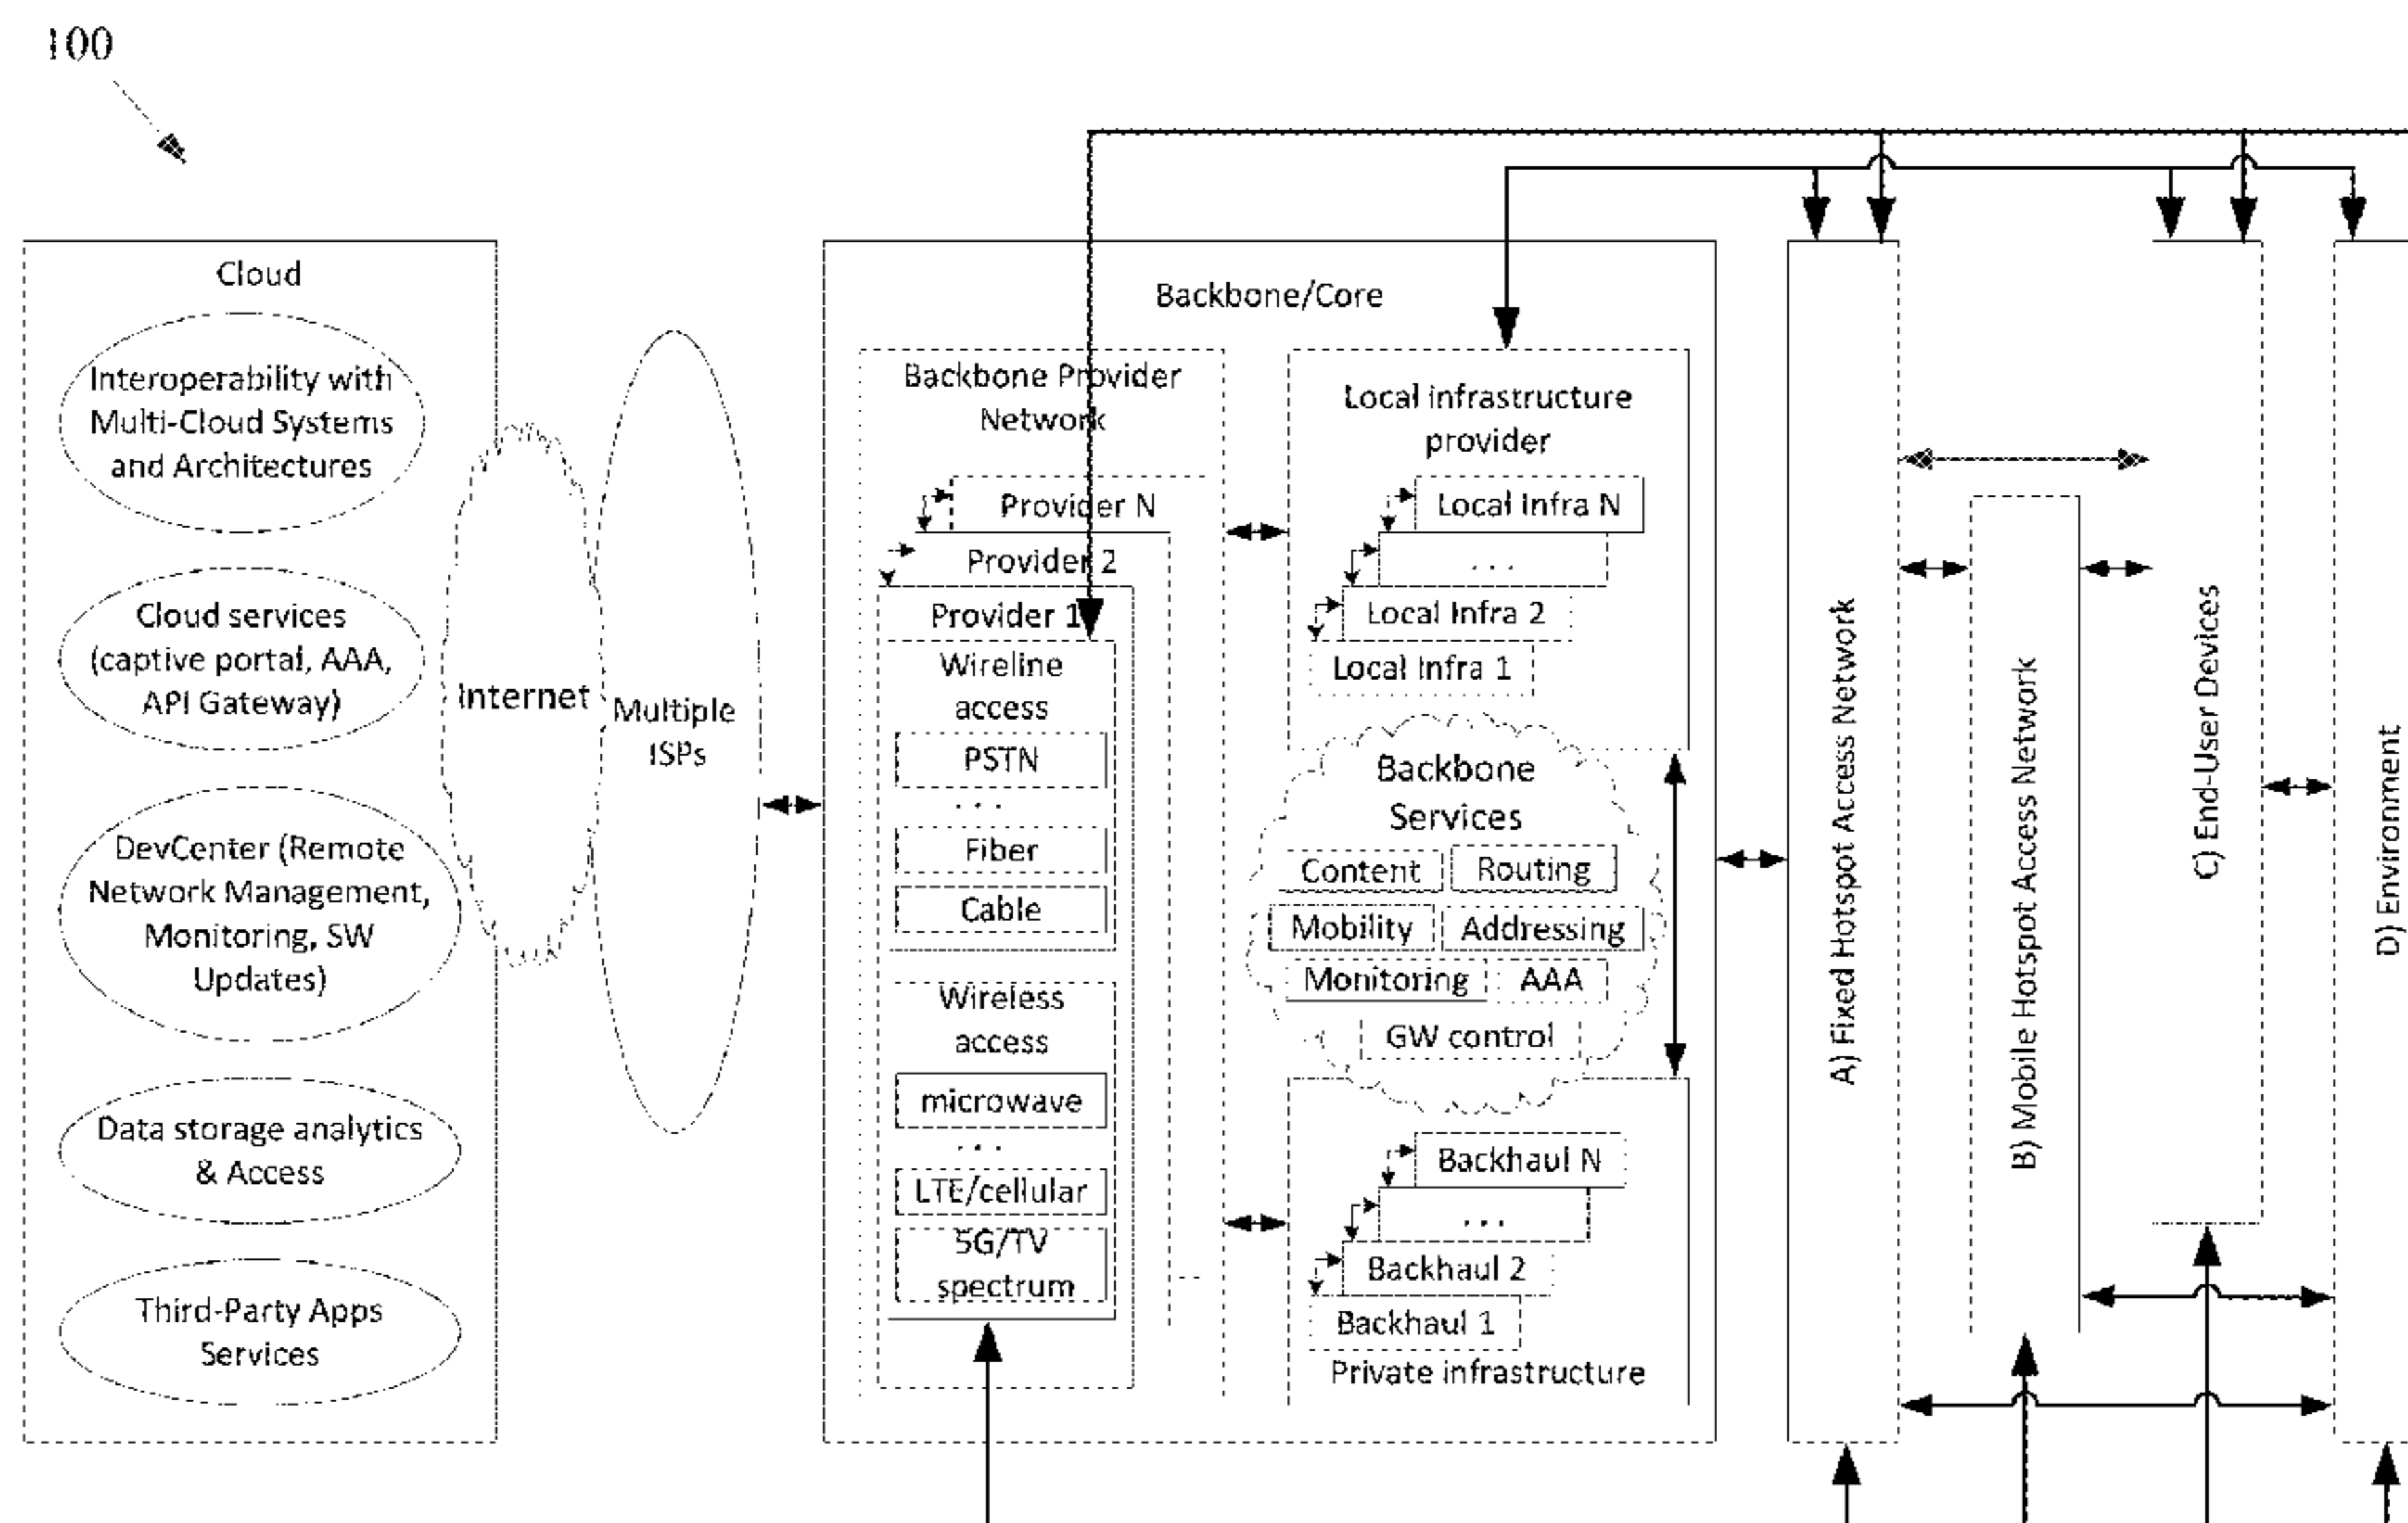 100
Cloud
Interoperability with
Multi-Cloud Systems
and Architectures
Cloud services
(captive portal, AAA,
API Gateway)
DevCenter (Remote
Network Management,
Monitoring, SW
Updates)
Data storage analytics
& Access
Third-Party Apps
Services
Internet
Multiple
ISPs
Backbone/Core
Backbone Provider
Network
Provider N
Provider 2
Provider 1
Wireline
access
PSTN
...
Fiber
Cable
Wireless
access
microwave
...
LTE/cellular
5G/TV
spectrum
...
Local infrastructure
provider
Local Infra N
...
Local Infra 2
Local Infra 1
Backbone
Services
Content
Routing
Mobility
Addressing
Monitoring
AAA
GW control
Backhaul N
...
Backhaul 2
Backhaul 1
Private infrastructure
A) Fixed Hotspot Access Network
B) Mobile Hotspot Access Network
C) End-User Devices
D) Environment